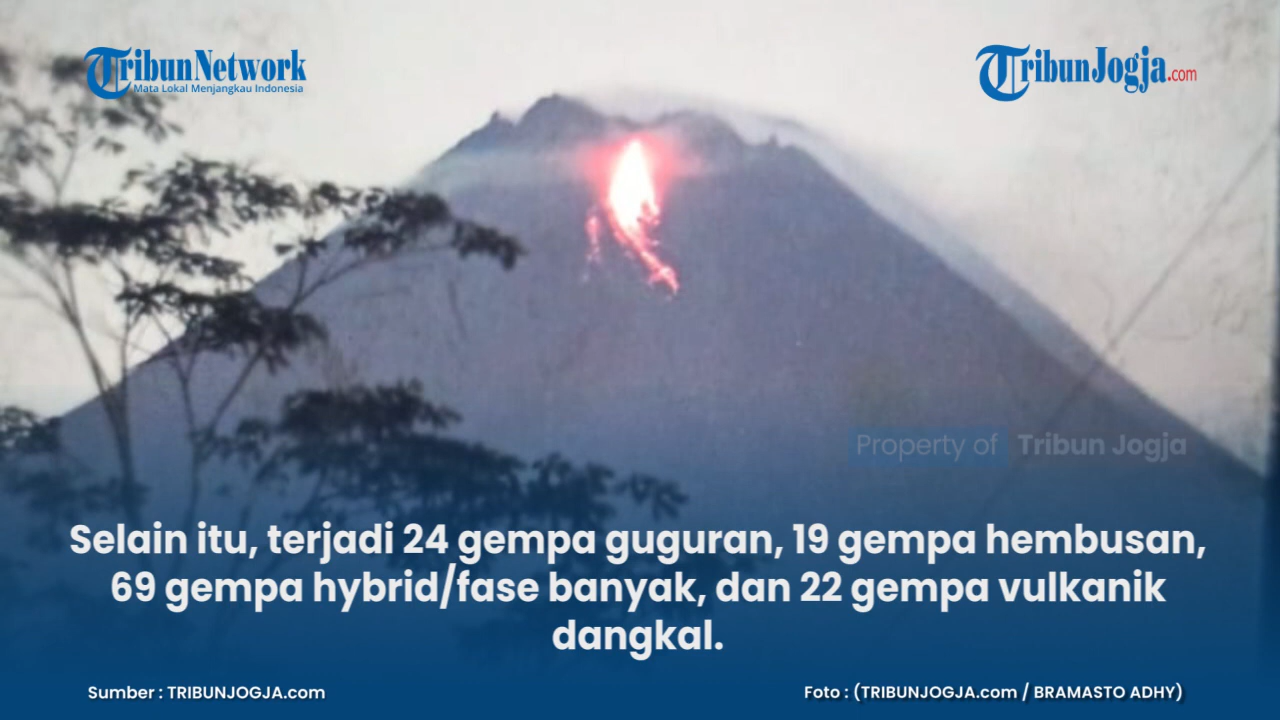 TribunNetwork
Mata Lokal Menjangkau Indonesia
TribunJogja.com
Property of Tribun Jogja
Selain itu, terjadi 24 gempa guguran, 19 gempa hembusan,
69 gempa hybrid/fase banyak, dan 22 gempa vulkanik
dangkal.
Sumber : TRIBUNJOGJA.com
Foto : (TRIBUNJOGJA.com / BRAMASTO ADHY)